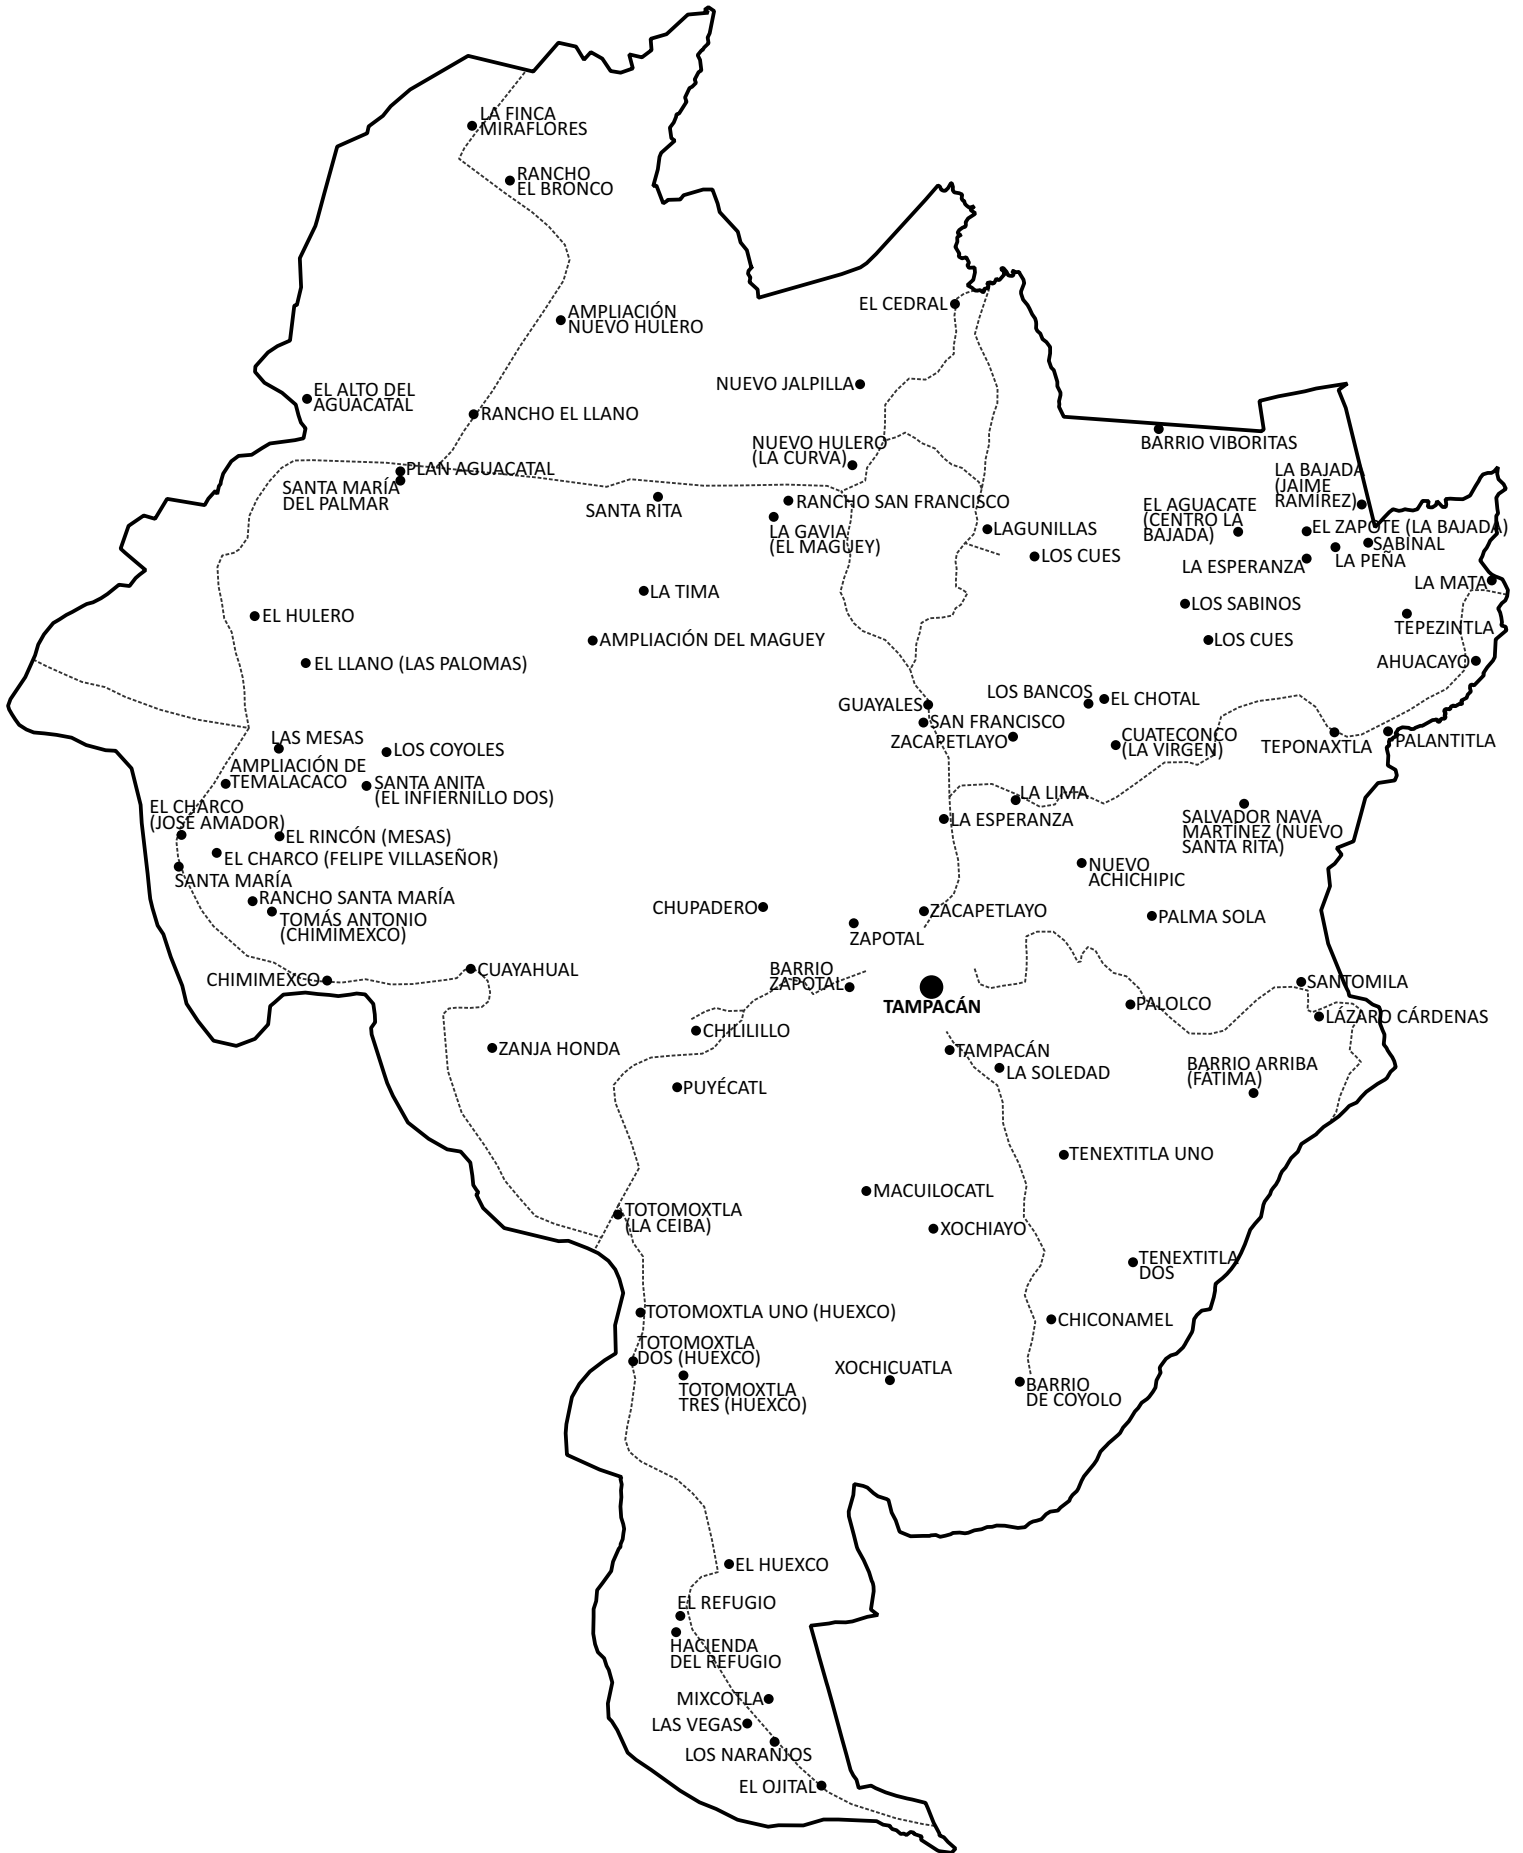 LA FINCA
MIRAFLORES
RANCHO
EL BRONCO
EL CEDRAL
AMPLIACIÓN
NUEVO HULERO
NUEVO JALPILLA
EL ALTO DEL
AGUACATAL
RANCHO EL LLANO
NUEVO HULERO
(LA CURVA)
BARRIO VIBORITAS
PLAN AGUACATAL
SANTA MARÍA
DEL PALMAR
SANTA RITA
RANCHO SAN FRANCISCO
LA GAVIA
(EL MAGUEY)
LAGUNILLAS
LOS CUES
LA BAJADA
(JAIME
RAMIREZ)
EL AGUACATE
(CENTRO LA
BAJADA)
EL ZAPOTE (LA BAJADA)
SABINAL
LA PEÑA
LA ESPERANZA
LA MATA
LA TIMA
LOS SABINOS
EL HULERO
TEPEZINTLA
AMPLIACIÓN DEL MAGUEY
LOS CUES
EL LLANO (LAS PALOMAS)
AHUACAYO
LOS BANCOS
EL CHOTAL
GUAYALES
SAN FRANCISCO
ZACAPETLAYO
CUATECONCO
(LA VIRGEN)
TEPONAXTLA
PALANTITLA
LAS MESAS
LOS COYOLES
AMPLIACIÓN DE
TEMALACACO
SANTA ANITA
(EL INFIERNILLO DOS)
LA LIMA
EL CHARCO
(JOSÉ AMADOR)
LA ESPERANZA
SALVADOR NAVA
MARTÍNEZ (NUEVO
SANTA RITA)
EL RINCÓN (MESAS)
EL CHARCO (FELIPE VILLASEÑOR)
NUEVO
ACHICHIPIC
SANTA MARÍA
RANCHO SANTA MARÍA
TOMÁS ANTONIO
(CHIMIMEXCO)
CHUPADERO
ZACAPETLAYO
PALMA SOLA
ZAPOTAL
CUAYAHUAL
CHIMIMEXCO
BARRIO
ZAPOTAL
TAMPACÁN
SANTOMILA
PALOLCO
LÁZARO CÁRDENAS
CHILILILLO
ZANJA HONDA
TAMPACÁN
LA SOLEDAD
BARRIO ARRIBA
(FÁTIMA)
PUYÉCATL
TENEXTITLA UNO
MACUILOCATL
TOTOMOXTLA
(LA CEIBA)
XOCHIAYO
TENEXTITLA
DOS
TOTOMOXTLA UNO (HUEXCO)
CHICONAMEL
TOTOMOXTLA
DOS (HUEXCO)
XOCHICUATLA
TOTOMOXTLA
TRES (HUEXCO)
BARRIO
DE COYOLO
EL HUEXCO
EL REFUGIO
HACIENDA
DEL REFUGIO
MIXCOTLA
LAS VEGAS
LOS NARANJOS
EL OJITAL